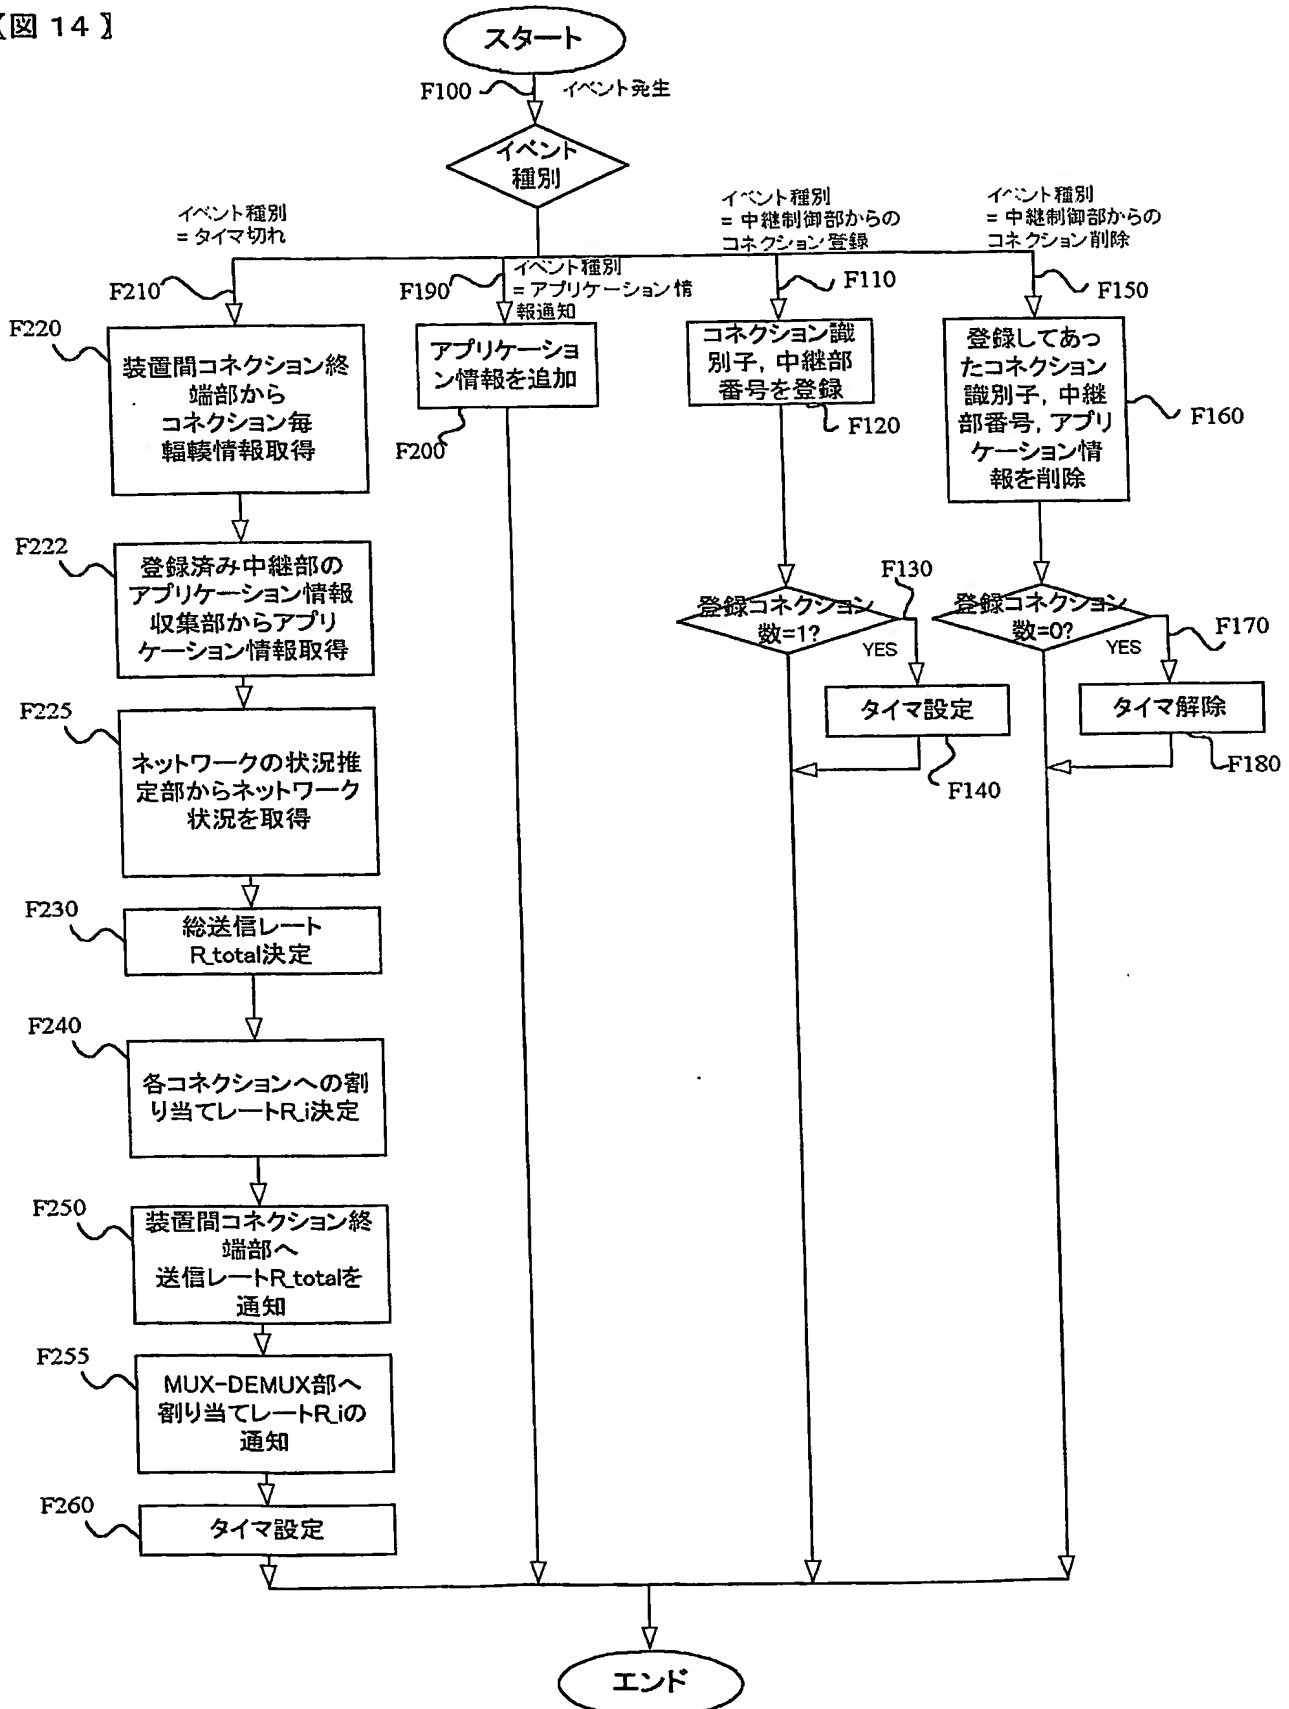 【図 14 】
スタート
F100
イベント発生
イベント
種別
イベント種別
= タイマ切れ
イベント種別
= 中継制御部からの
コネクション登録
イベント種別
= 中継制御部からの
コネクション削除
F210
F190
イベント種別
= アプリケーション情
報通知
F110
F150
F220
装置間コネクション終
端部から
コネクション毎
輻輳情報取得
アプリケーショ
ン情報を追加
F200
コネクション識
別子, 中継部
番号を登録
F120
登録してあっ
たコネクション
識別子, 中継
部番号, アプリ
ケーション情
報を削除
F160
F222
登録済み中継部の
アプリケーション情報
収集部からアプリ
ケーション情報取得
登録コネクション
数=1?
F130
YES
登録コネクション
数=0?
F170
YES
タイマ設定
F140
タイマ解除
F180
F225
ネットワークの状況推
定部からネットワーク
状況を取得
F230
総送信レート
R_total決定
F240
各コネクションへの割
り当てレートR_i決定
F250
装置間コネクション終
端部へ
送信レートR_totalを
通知
F255
MUX-DEMUX部へ
割り当てレートR_iの
通知
F260
タイマ設定
エンド